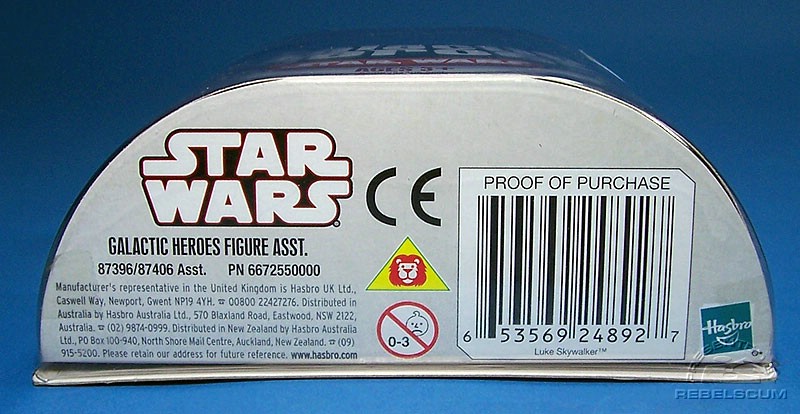 AGES 3+
STAR
WARS
GALACTIC HEROES FIGURE ASST.
87396/87406 Asst. PN 6672550000
Manufacturer's representative in the United Kingdom is Hasbro UK Ltd.,
Caswell Way, Newport, Gwent NP19 4YH. ☎ 00800 22427276. Distributed in
Australia by Hasbro Australia Ltd., 570 Blaxland Road, Eastwood, NSW 2122,
Australia. ☎ (02) 9874-0999. Distributed in New Zealand by Hasbro Australia
Ltd., PO Box 100-940, North Shore Mail Centre, Auckland, New Zealand. ☎ (09)
915-5200. Please retain our address for future reference. www.hasbro.com.
CE
0-3
PROOF OF PURCHASE
6 53569 24892 7
Luke Skywalker™
Hasbro
®
REBELSCUM